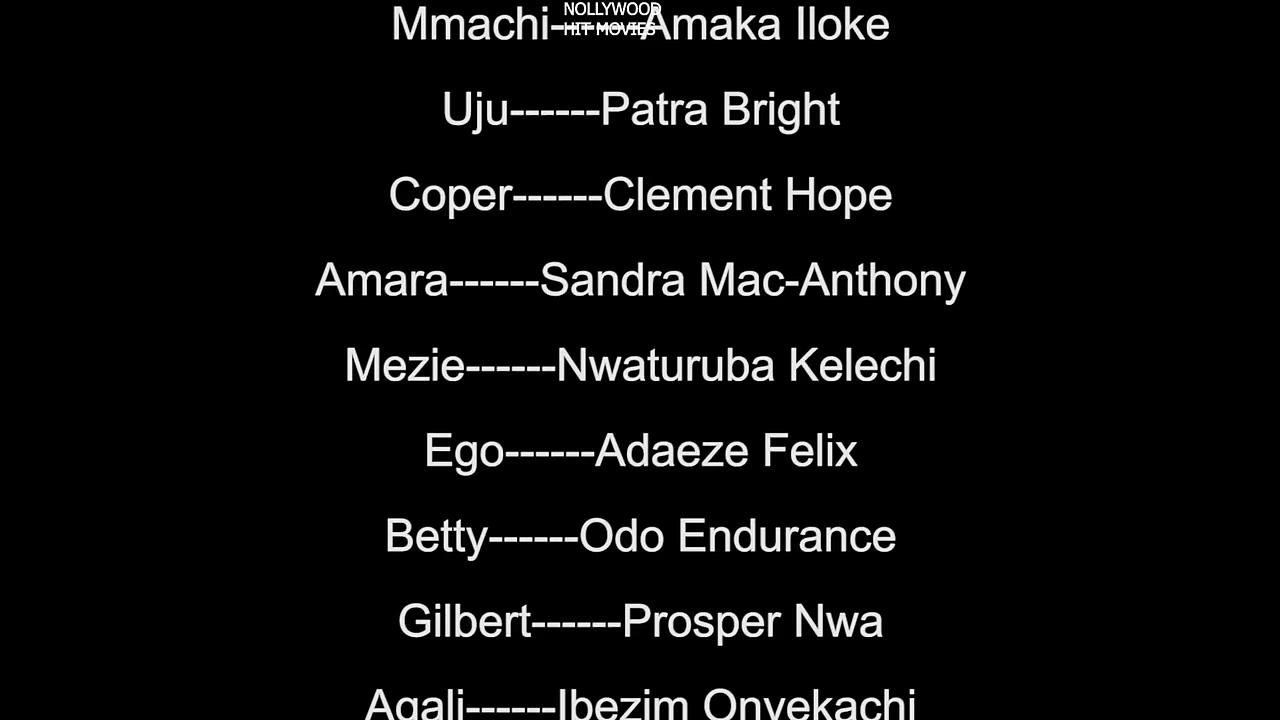 NOLLYWOOD
HIT MOVIES
Mmachi------Amaka Iloke
Uju------Patra Bright
Coper------Clement Hope
Amara------Sandra Mac-Anthony
Mezie------Nwaturuba Kelechi
Ego------Adaeze Felix
Betty------Odo Endurance
Gilbert------Prosper Nwa
Agali------Ibezim Onyekachi